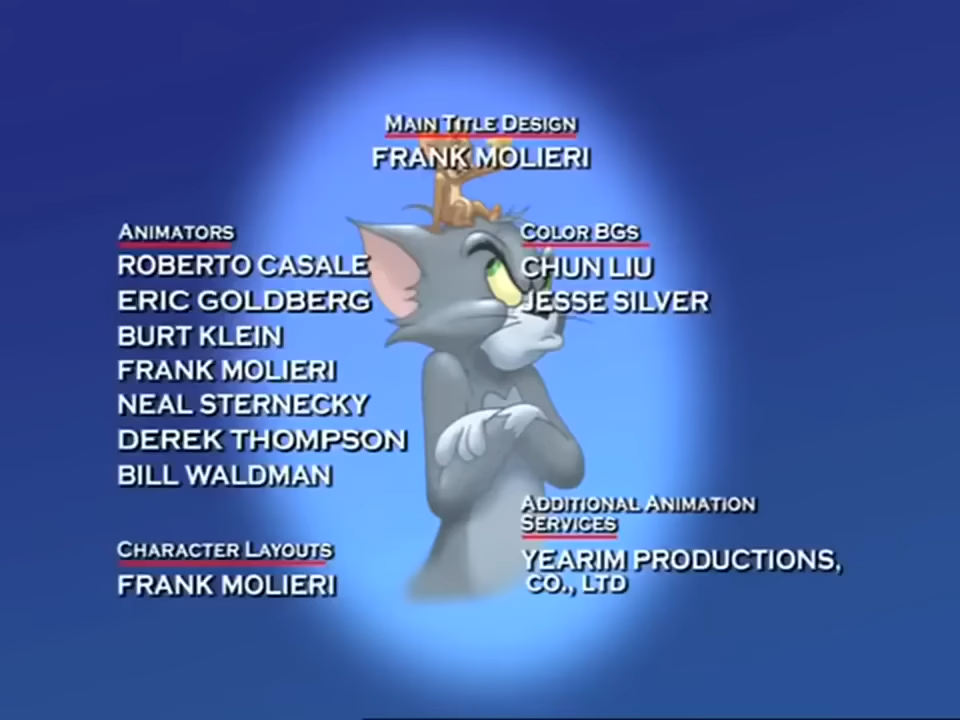 MAIN TITLE DESIGN
FRANK MOLIERI
ANIMATORS
ROBERTO CASALE
ERIC GOLDBERG
BURT KLEIN
FRANK MOLIERI
NEAL STERNECKY
DEREK THOMPSON
BILL WALDMAN
CHARACTER LAYOUTS
FRANK MOLIERI
COLOR BGS
CHUN LIU
JESSE SILVER
ADDITIONAL ANIMATION
SERVICES
YEARIM PRODUCTIONS,
CO., LTD